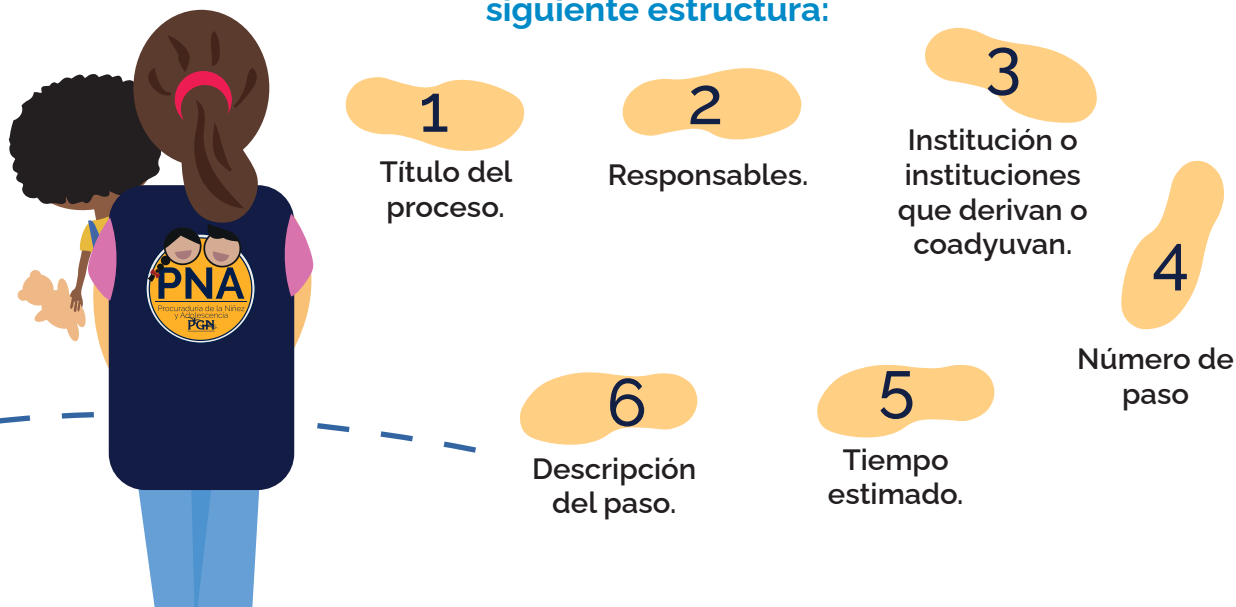 siguiente estructura:
1
Título del
proceso.
2
Responsables.
3
Institución o
instituciones
que derivan o
coadyuvan.
4
Número de
paso
5
Tiempo
estimado.
6
Descripción
del paso.
PNA
Procuraduría de la Niñez
y Adolescencia
PGN